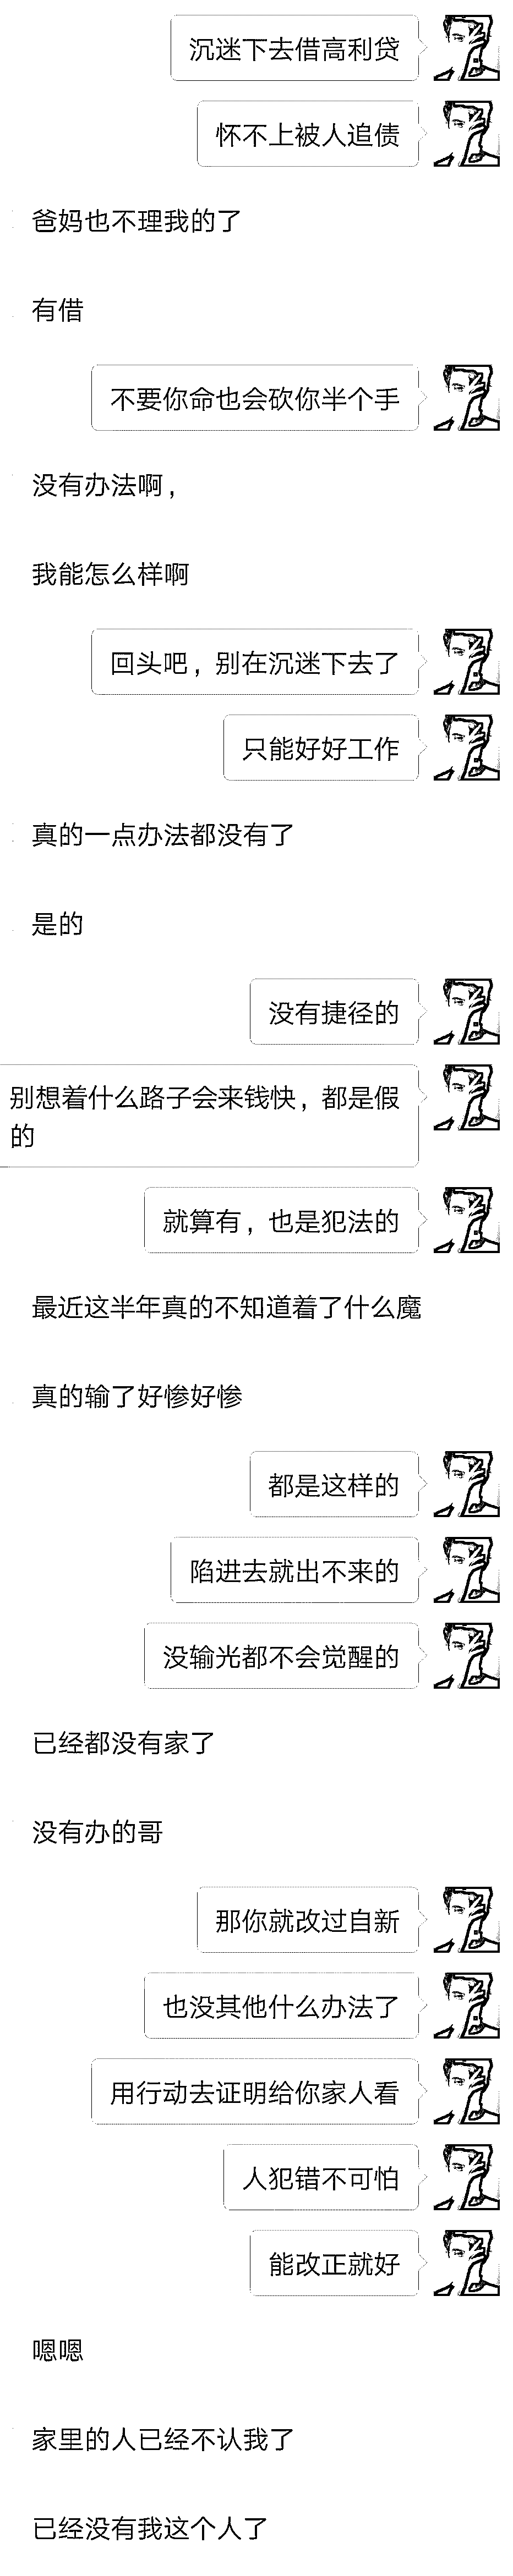 沉迷下去借高利贷
怀不上被人追债
爸妈也不理我的了
有借
不要你命也会砍你半个手
没有办法啊，
我能怎么样啊
回头吧，别在沉迷下去了
只能好好工作
真的一点办法都没有了
是的
没有捷径的
别想着什么路子会来钱快，都是假
的
就算有，也是犯法的
最近这半年真的不知道着了什么魔
真的输了好惨好惨
都是这样的
陷进去就出不来的
没输光都不会觉醒的
已经都没有家了
没有办的哥
那你就改过自新
也没其他什么办法了
用行动去证明给你家人看
人犯错不可怕
能改正就好
嗯嗯
家里的人已经不认我了
已经没有我这个人了